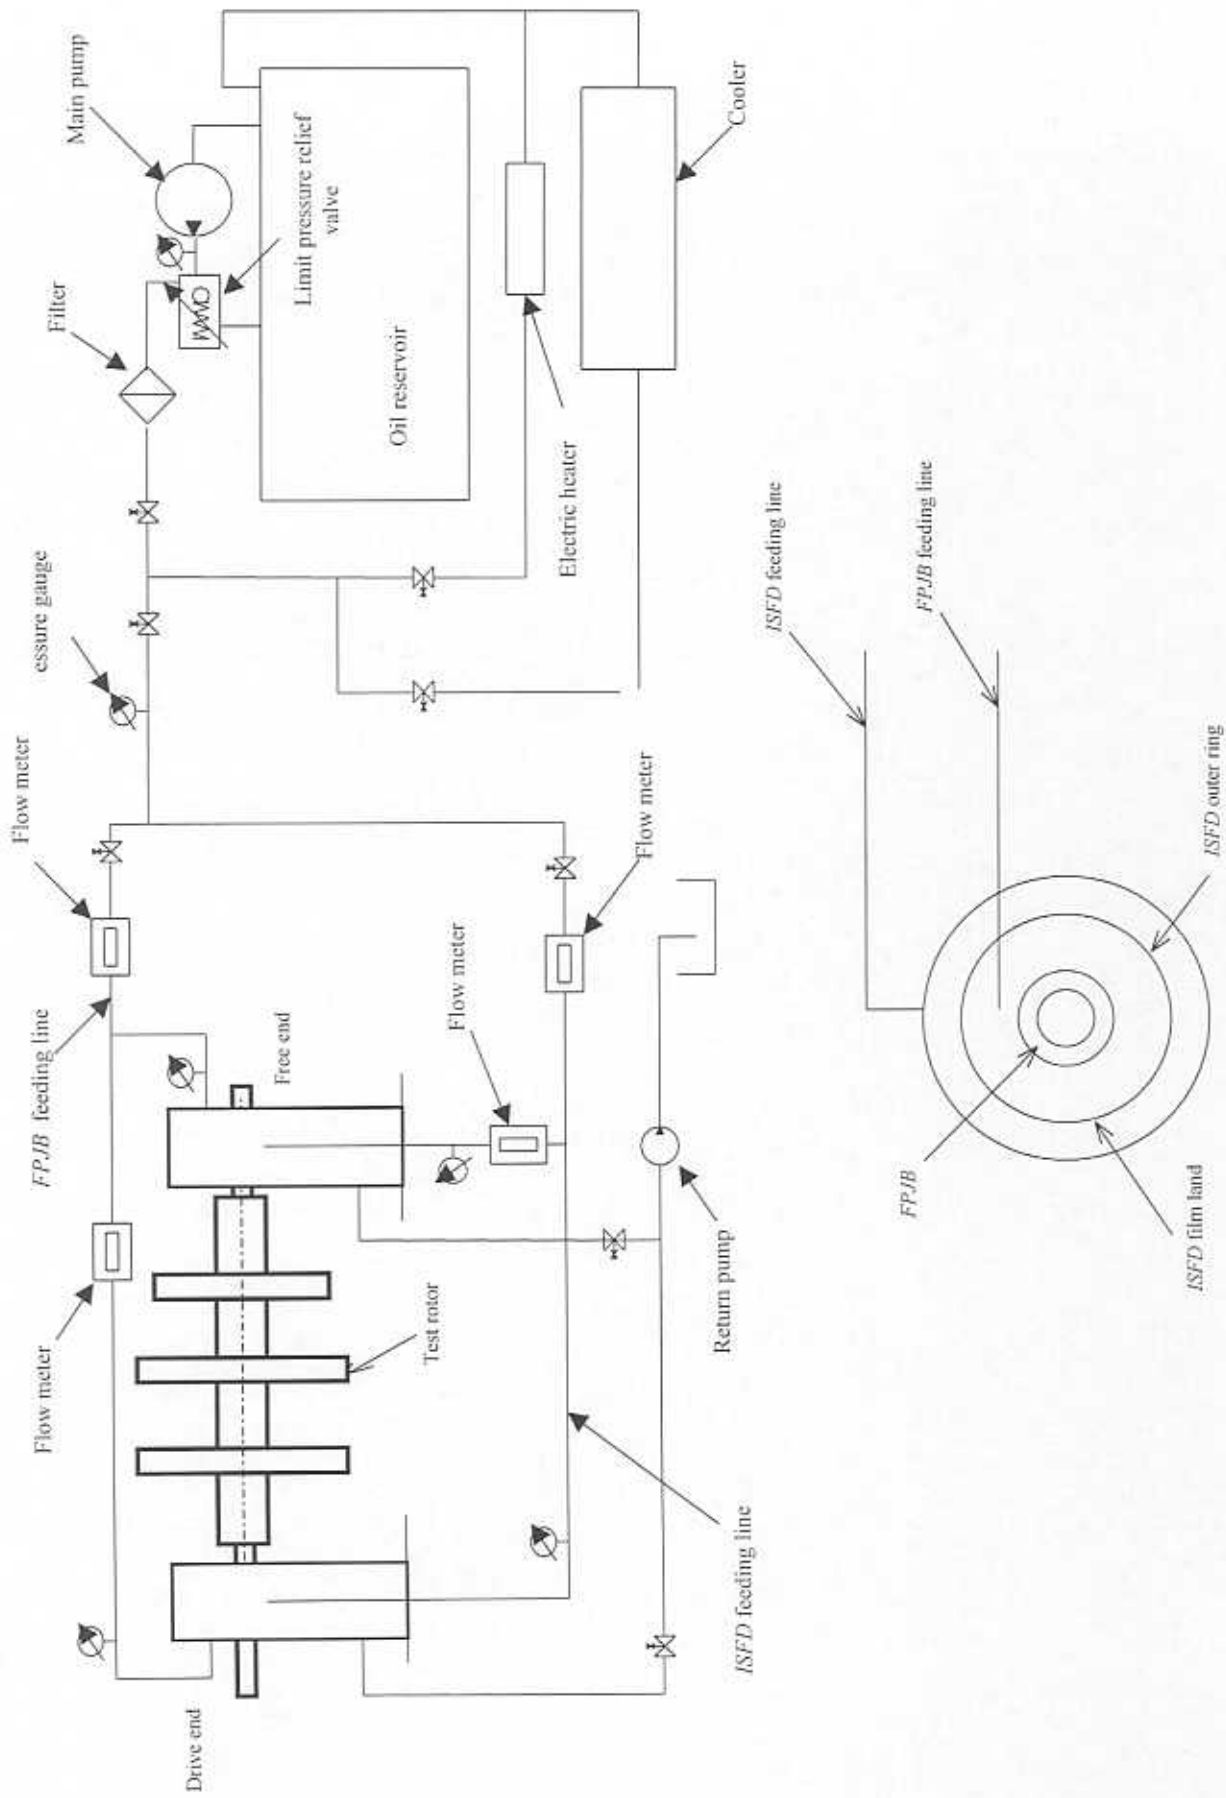 Main pump
Filter
Limit pressure relief
valve
Oil reservoir
Cooler
Electric heater
essure gauge
Flow meter
Flow meter
FPJB feeding line
Free end
Flow meter
Flow meter
Test rotor
Return pump
Drive end
ISFD feeding line
ISFD feeding line
FPJB feeding line
FPJB
ISFD outer ring
ISFD film land